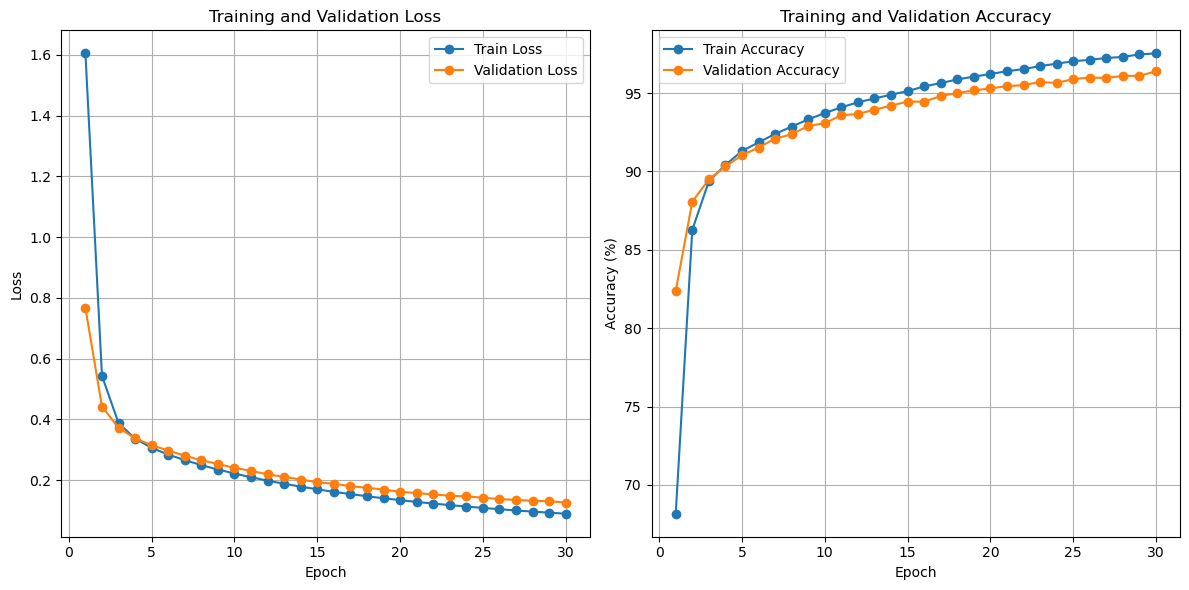 Training and Validation Loss
Train Loss
Validation Loss
1.6
1.4
1.2
1.0
0.8
0.6
0.4
0.2
Loss
0 5 10 15 20 25 30
Epoch
Training and Validation Accuracy
Train Accuracy
Validation Accuracy
95
90
85
80
75
70
Accuracy (%)
0 5 10 15 20 25 30
Epoch